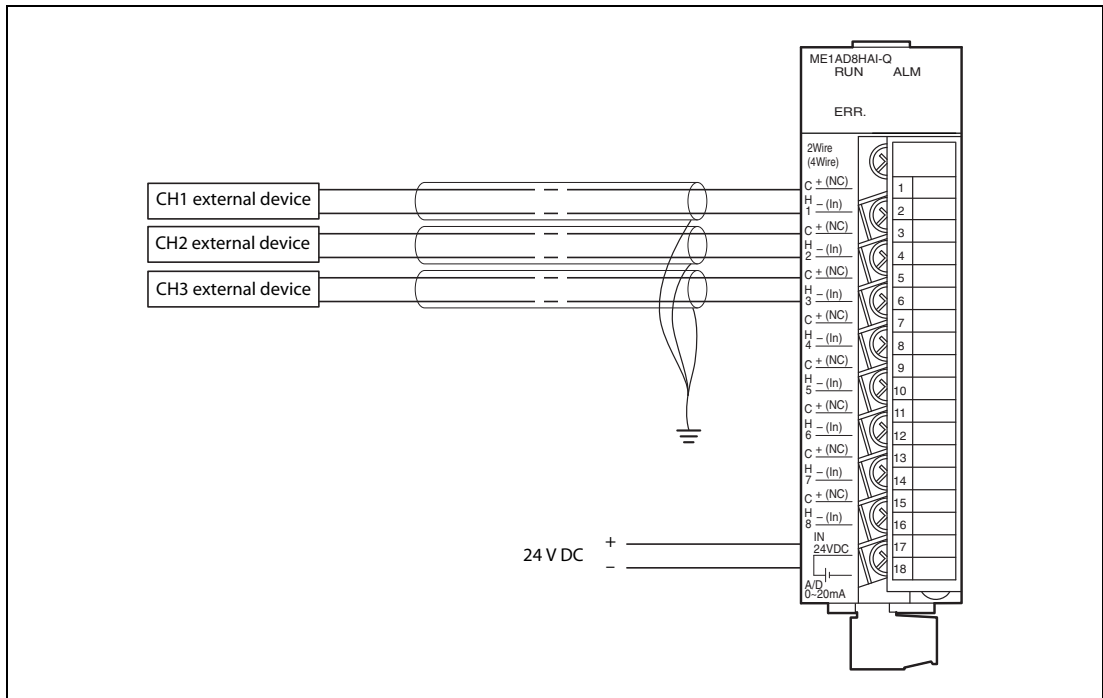 ME1AD8HAI-Q
RUN ALM
ERR.
2Wire
(4Wire)
CH1 external device
CH2 external device
CH3 external device
C + (NC)
H
1 – (In)
C + (NC)
H
2 – (In)
C + (NC)
H
3 – (In)
C + (NC)
H
4 – (In)
C + (NC)
H
5 – (In)
C + (NC)
H
6 – (In)
C + (NC)
H
7 – (In)
C + (NC)
H
8 – (In)
24 V DC
+
–
IN
24VDC
A/D
0~20mA
1
2
3
4
5
6
7
8
9
10
11
12
13
14
15
16
17
18